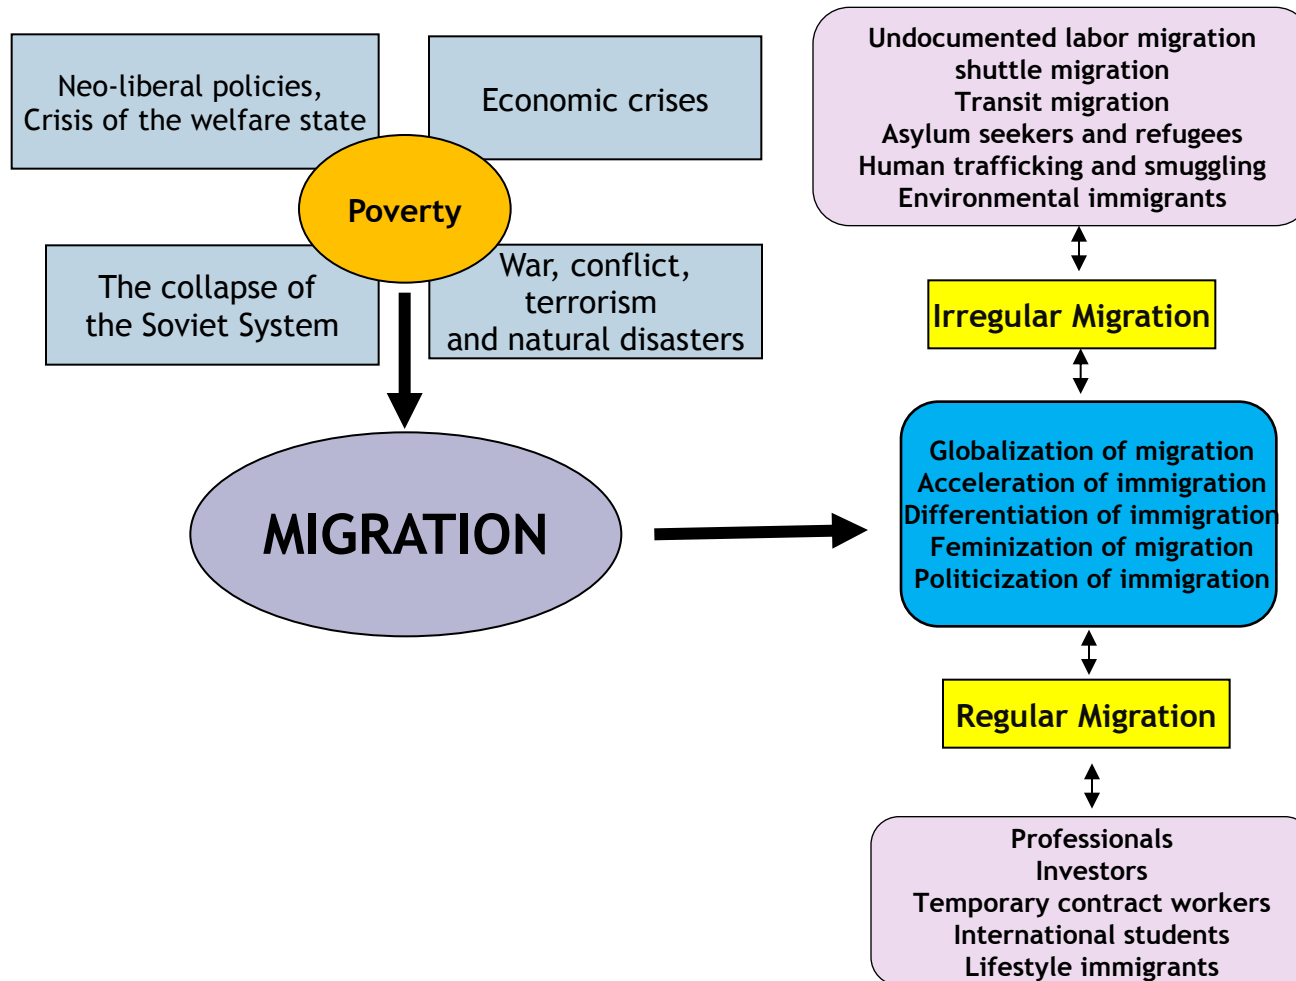 Neo-liberal policies,
Crisis of the welfare state
Economic crises
Poverty
The collapse of
the Soviet System
War, conflict,
terrorism
and natural disasters
MIGRATION
Undocumented labor migration
shuttle migration
Transit migration
Asylum seekers and refugees
Human trafficking and smuggling
Environmental immigrants
Irregular Migration
Globalization of migration
Acceleration of immigration
Differentiation of immigration
Feminization of migration
Politicization of immigration
Regular Migration
Professionals
Investors
Temporary contract workers
International students
Lifestyle immigrants